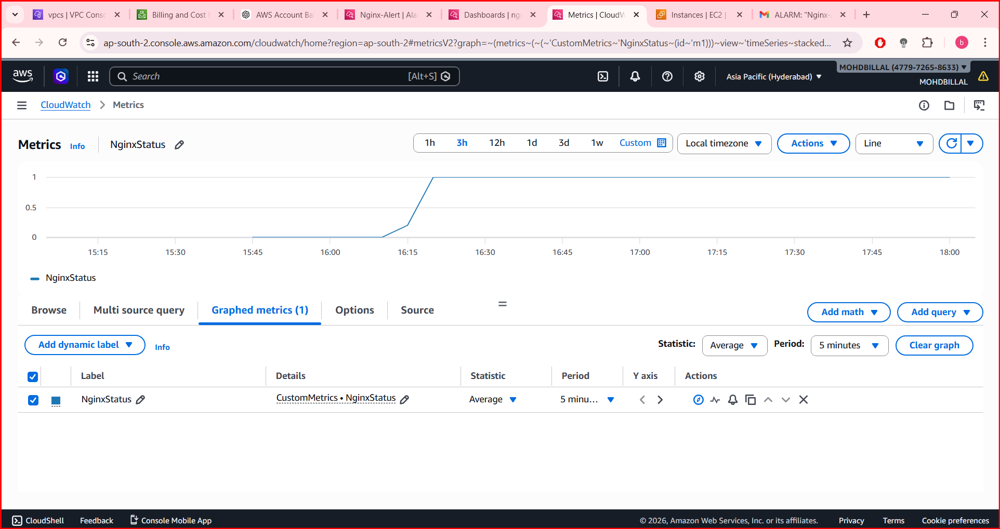 vpcs | VPC Consc
Billing and Cost M
AWS Account Ba
Nginx-Alert | Ala
Dashboards | ng
Metrics | CloudW
Instances | EC2 |
ALARM: "Nginx-
ap-south-2.console.aws.amazon.com/cloudwatch/home?region=ap-south-2#metricsV2?graph=~(metrics~(~(~'CustomMetrics~'NginxStatus~(id~'m1)))~view~'timeSeries~stacked...
b
aws
Search
[Alt+S]
Asia Pacific (Hyderabad)
MOHDBILLAL (4779-7265-8633)
MOHDBILLAL
CloudWatch
Metrics
Metrics Info
NginxStatus
1h 3h 12h 1d 3d 1w Custom
Local timezone
Actions
Line
1
0.5
0
15:15 15:30 15:45 16:00 16:15 16:30 16:45 17:00 17:15 17:30 17:45 18:00
NginxStatus
Browse
Multi source query
Graphed metrics (1)
Options
Source
Add math
Add query
Add dynamic label
Info
Statistic: Average
Period: 5 minutes
Clear graph
Label Details Statistic Period Y axis Actions
NginxStatus CustomMetrics • NginxStatus Average 5 minu...
CloudShell Feedback Console Mobile App © 2026, Amazon Web Services, Inc. or its affiliates. Privacy Terms Cookie preferences